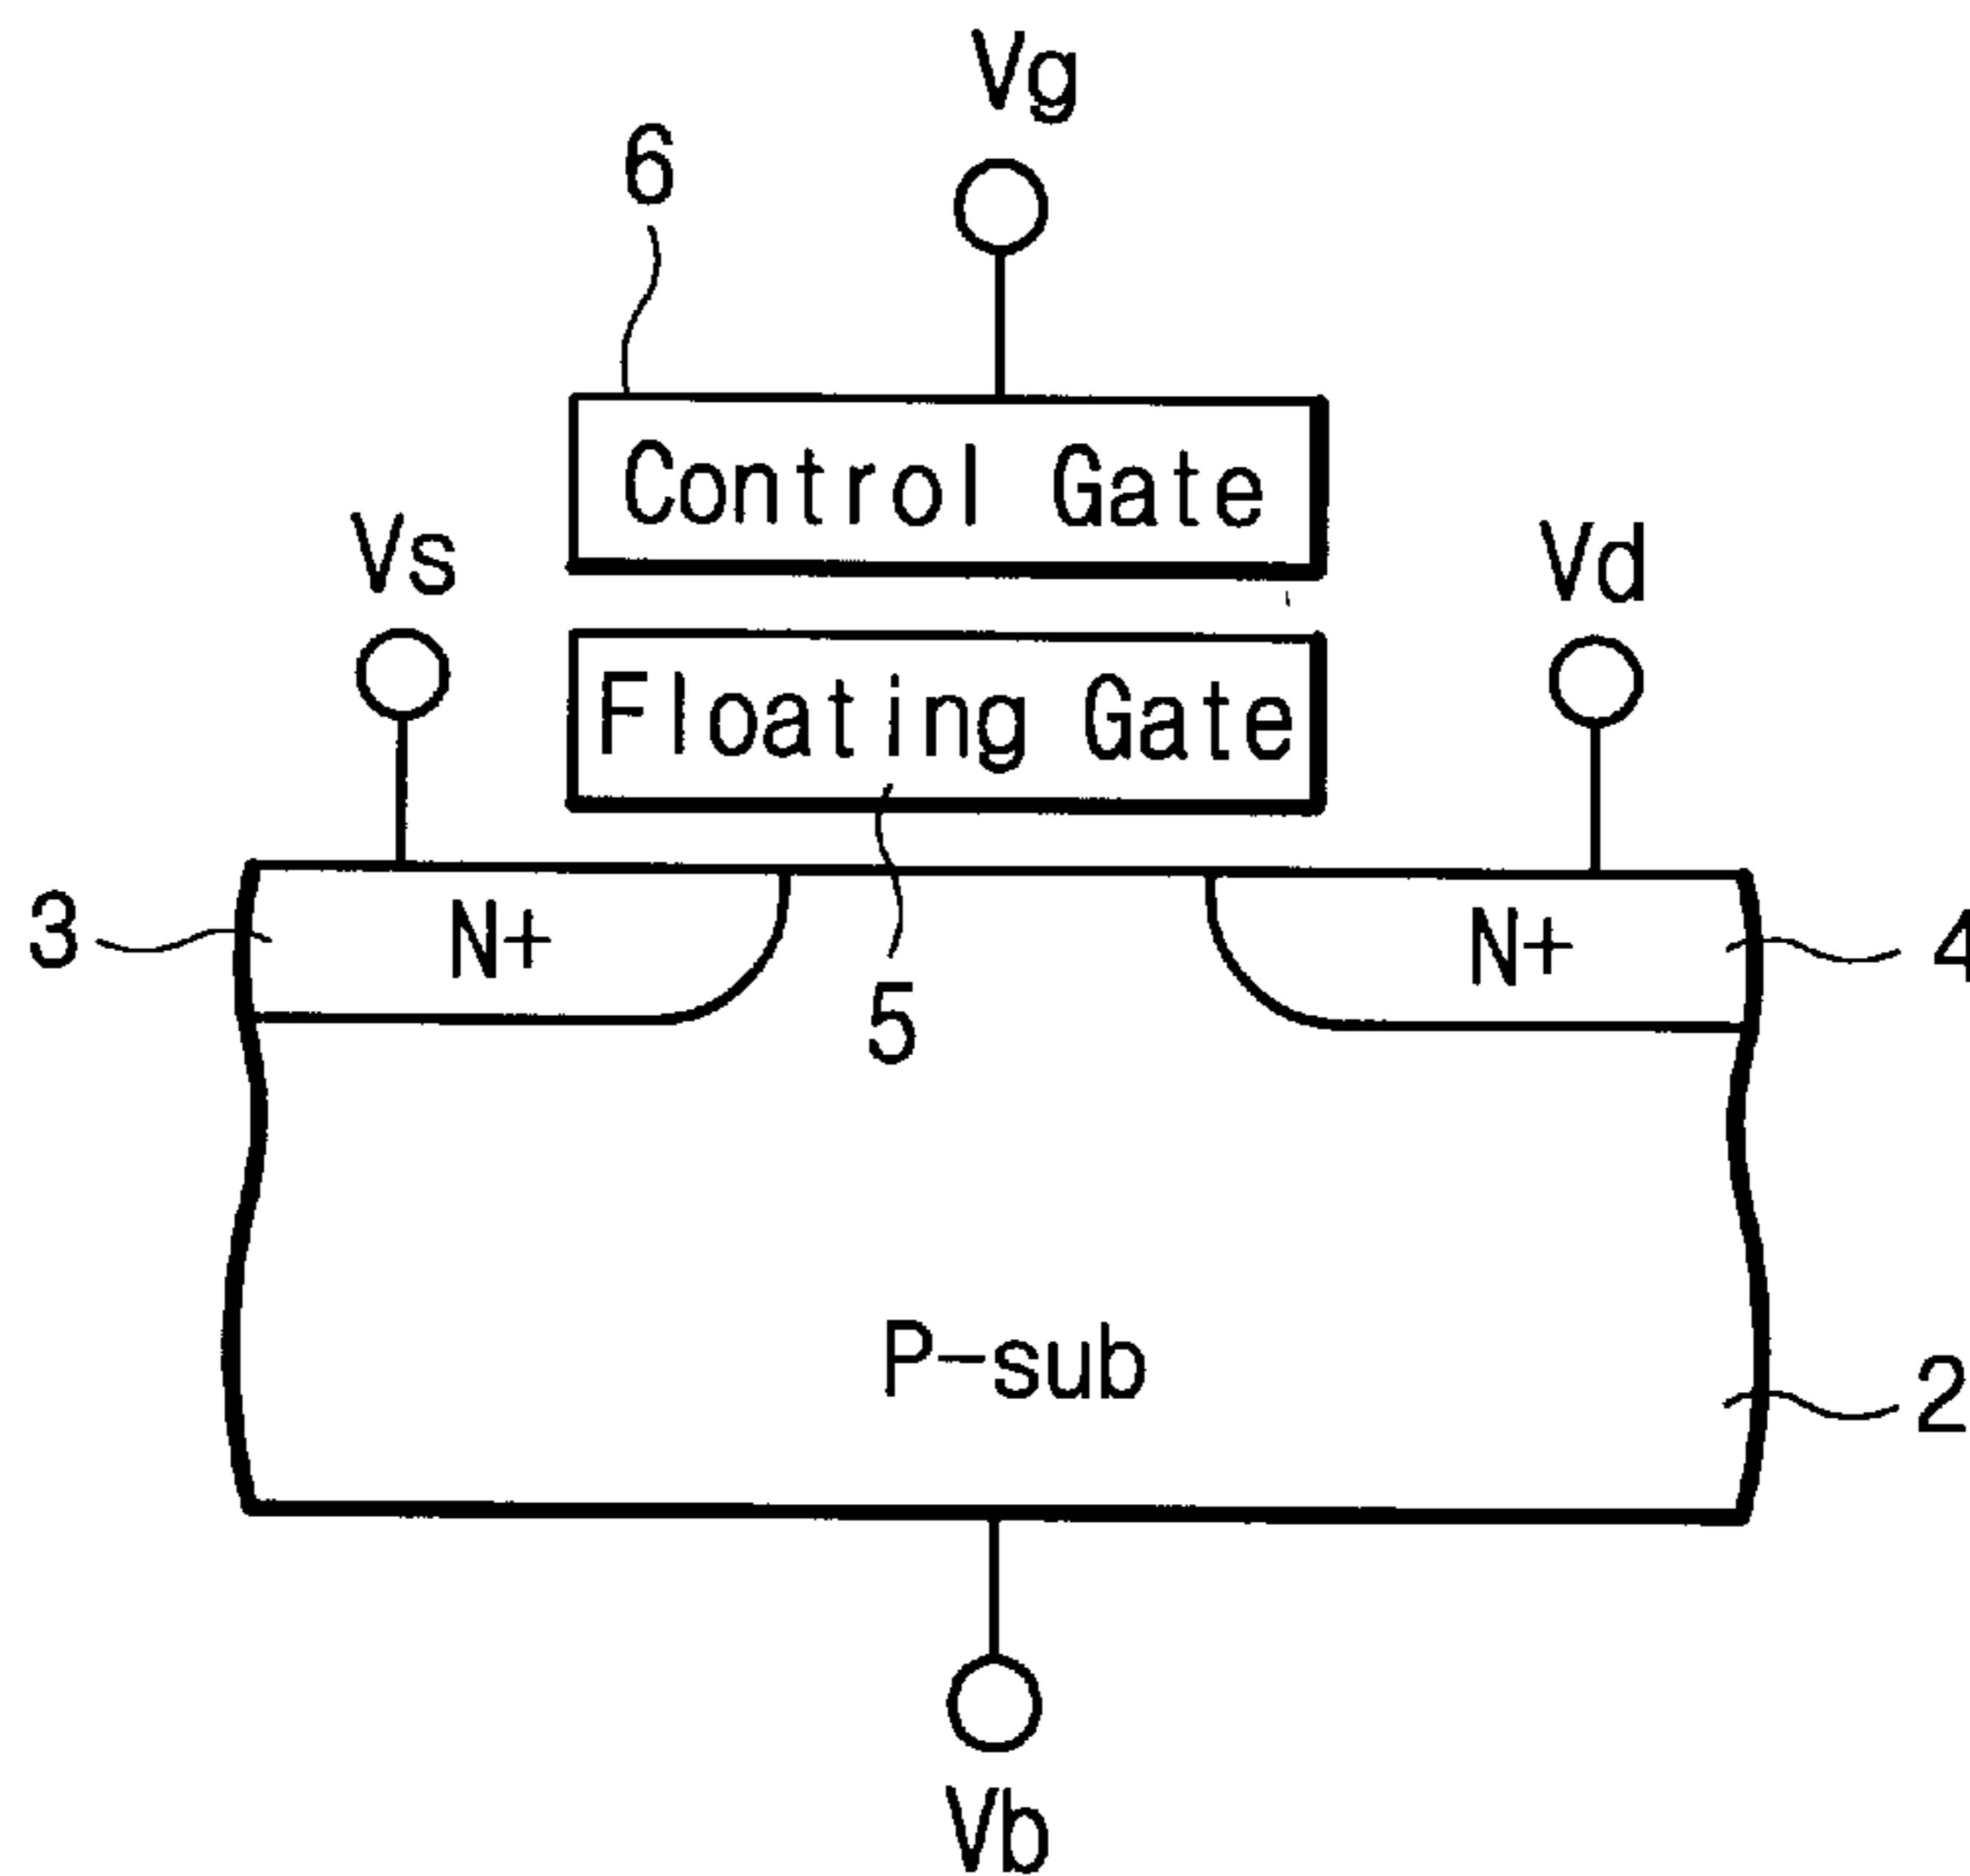 Vg
6
Control Gate
Vs
Vd
Floating Gate
3
N+
N+
4
5
P-sub
2
Vb